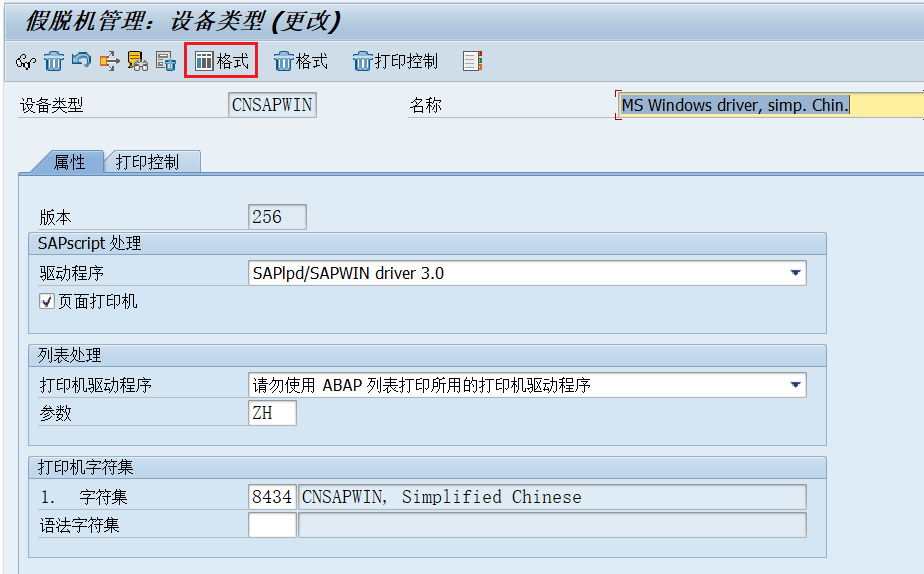 假脱机管理：设备类型 (更改)
格式 格式 打印控制
设备类型 CNSAPWIN 名称 MS Windows driver, simp. Chin.
属性 打印控制
版本 256
SAPscript 处理
驱动程序 SAPlpd/SAPWIN driver 3.0
页面打印机
列表处理
打印机驱动程序 请勿使用 ABAP 列表打印所用的打印机驱动程序
参数 ZH
打印机字符集
1. 字符集 8434 CNSAPWIN, Simplified Chinese
语法字符集